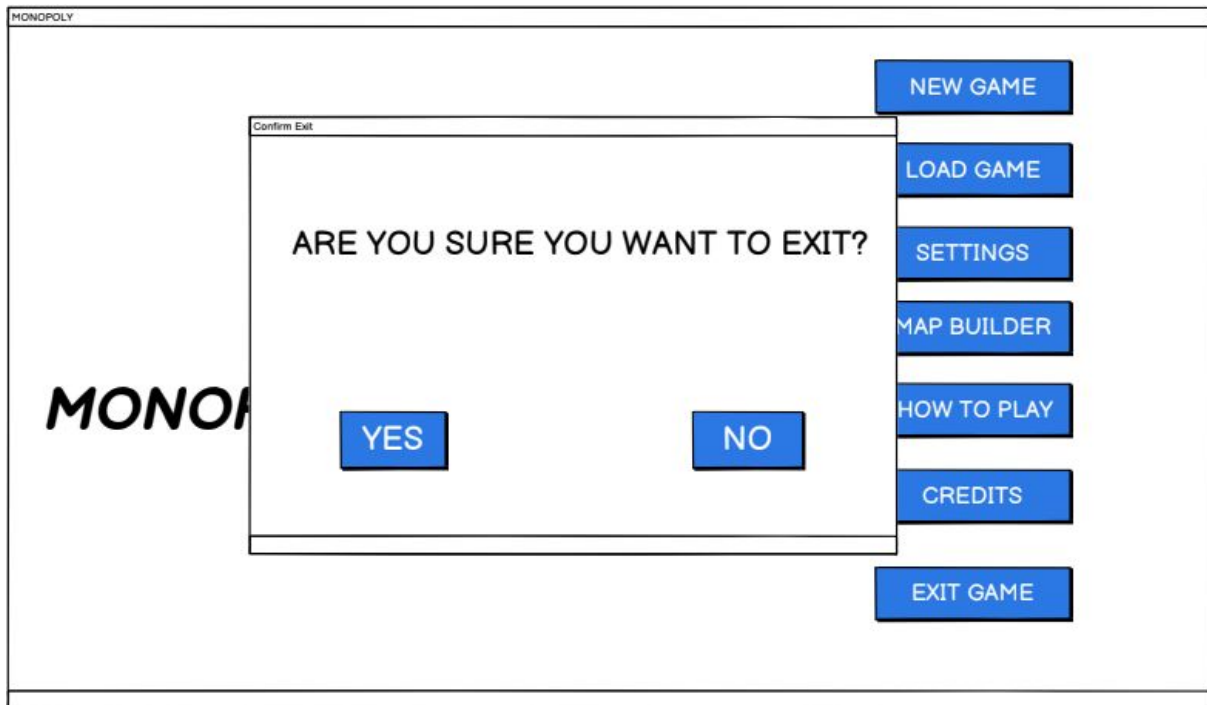 MONOPOLY
NEW GAME
Confirm Exit
LOAD GAME
ARE YOU SURE YOU WANT TO EXIT?
SETTINGS
MAP BUILDER
MONOP
HOW TO PLAY
YES
NO
CREDITS
EXIT GAME